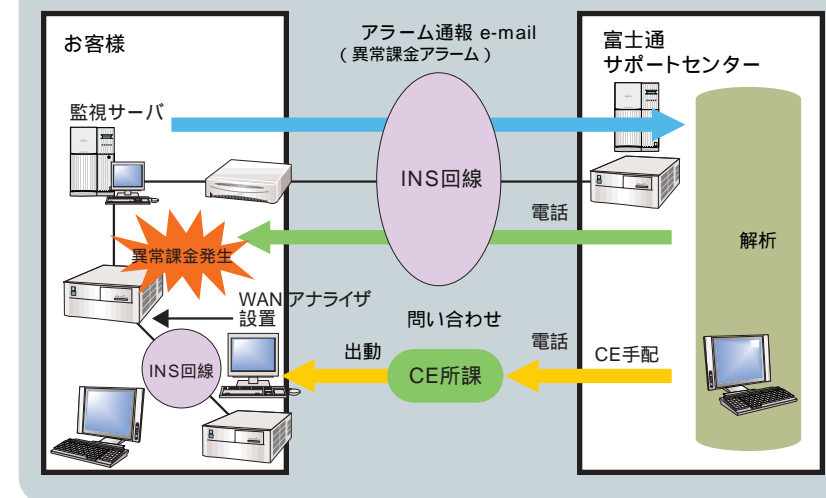 お客様
アラーム通報 e-mail
(異常課金アラーム)
富士通
サポートセンター
監視サーバ
INS回線
電話
異常課金発生
解析
WANアナライザ
設置
問い合わせ
INS回線
出動
CE所課
電話
CE手配